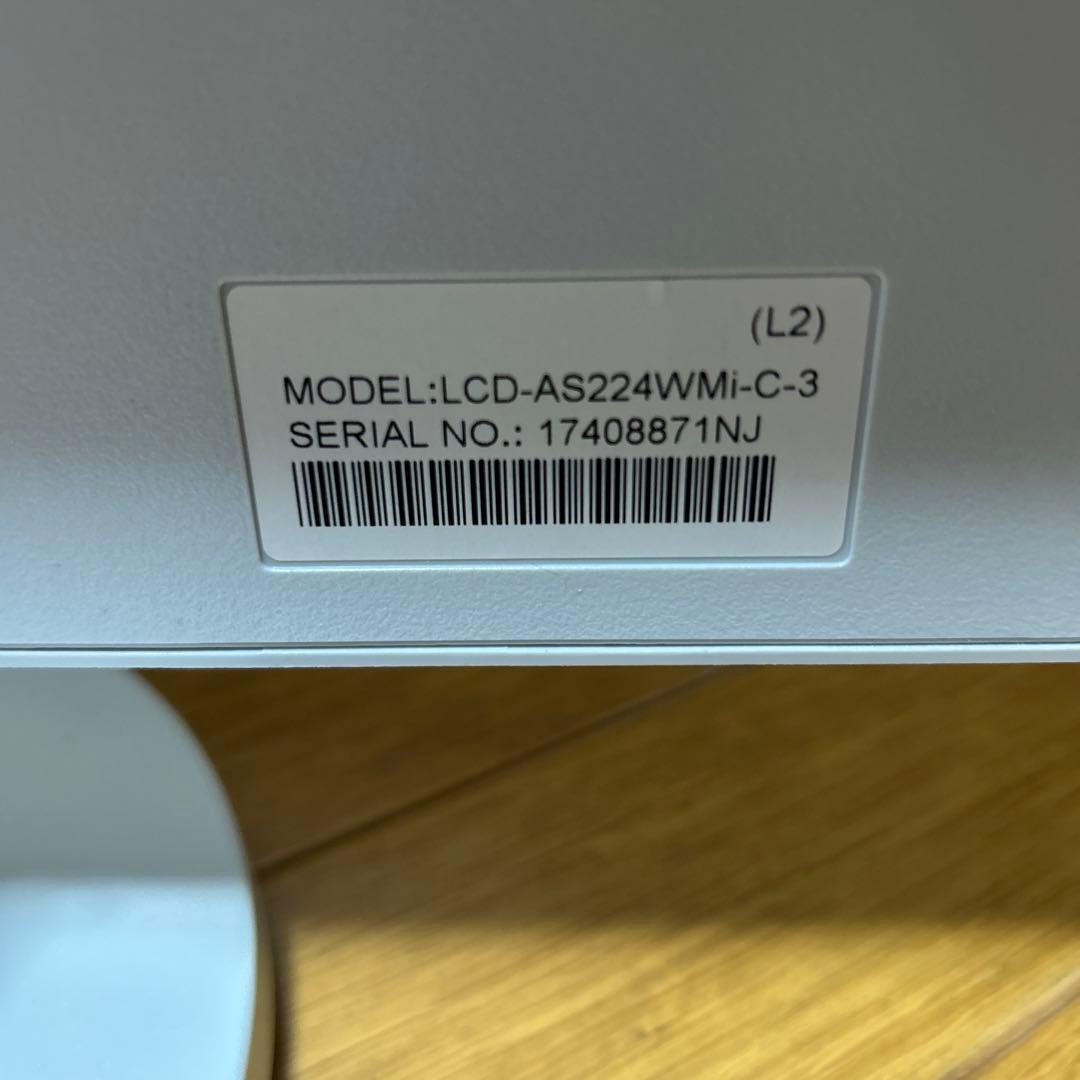 (L2)
MODEL:LCD-AS224WMi-C-3
SERIAL NO.: 17408871NJ